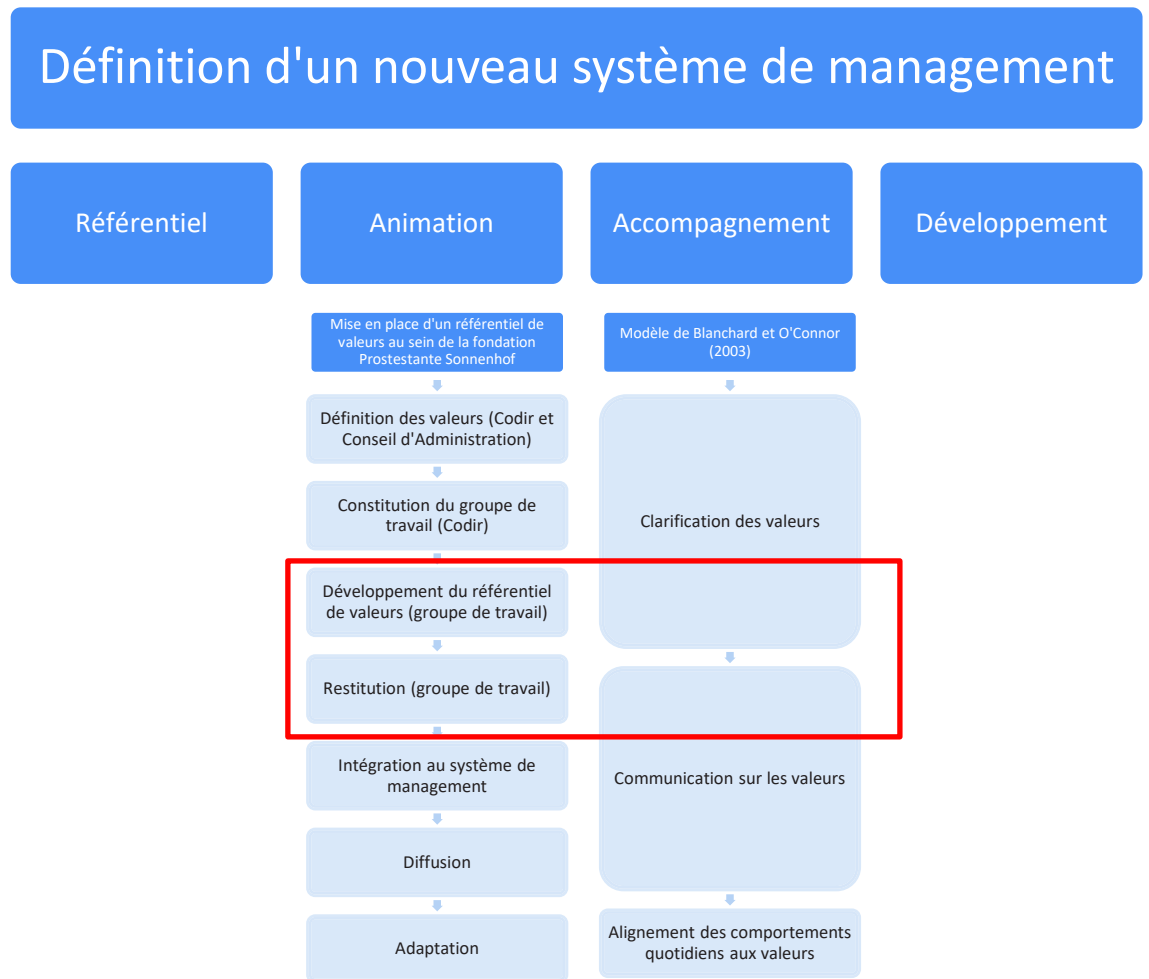 Définition d'un nouveau système de management
Référentiel
Animation
Accompagnement
Développement
Mise en place d'un référentiel de
valeurs au sein de la fondation
Prostestante Sonnenhof
Définition des valeurs (Codir et
Conseil d'Administration)
Constitution du groupe de
travail (Codir)
Développement du référentiel
de valeurs (groupe de travail)
Restitution (groupe de travail)
Intégration au système de
management
Diffusion
Adaptation
Modèle de Blanchard et O'Connor
(2003)
Clarification des valeurs
Communication sur les valeurs
Alignement des comportements
quotidiens aux valeurs